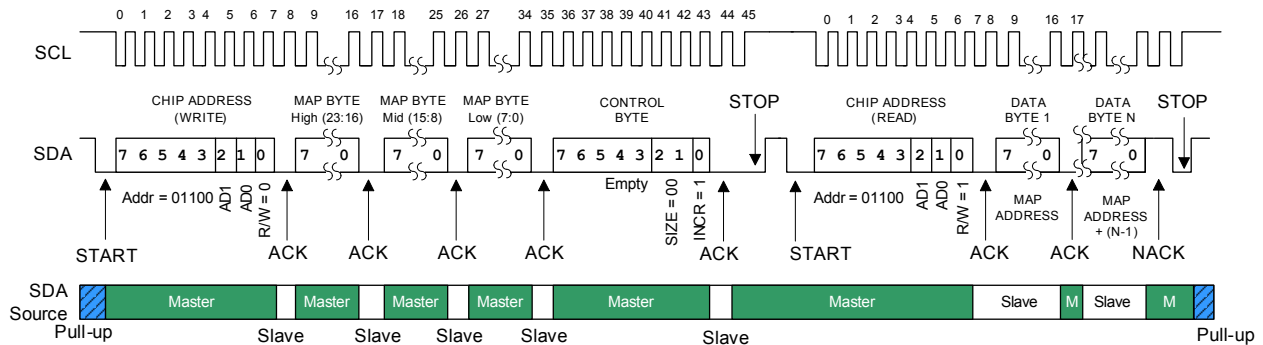 0 1 2 3 4 5 6 7 8 9 16 17 18 25 26 27 34 35 36 37 38 39 40 41 42 43 44 45 0 1 2 3 4 5 6 7 8 9 16 17
SCL
CHIP ADDRESS
(WRITE)
MAP BYTE
High (23:16)
MAP BYTE
Mid (15:8)
MAP BYTE
Low (7:0)
CONTROL
BYTE
STOP
CHIP ADDRESS
(READ)
DATA
BYTE 1
DATA
BYTE N
STOP
SDA
7 6 5 4 3 2 1 0
7 0
7 0
7 0
7 6 5 4 3 2 1 0
7 6 5 4 3 2 1 0
7 0
7 0
Addr = 01100
AD1
AD0
R/W = 0
Empty
SIZE = 00
INCR = 1
Addr = 01100
AD1
AD0
R/W = 1
MAP
ADDRESS
MAP
ADDRESS
+ (N-1)
START
ACK
ACK
ACK
ACK
ACK
START
ACK
ACK
NACK
SDA
Source
Master
Master
Master
Master
Master
Master
Slave
M
Slave
M
Pull-up
Slave
Slave
Slave
Slave
Slave
Pull-up